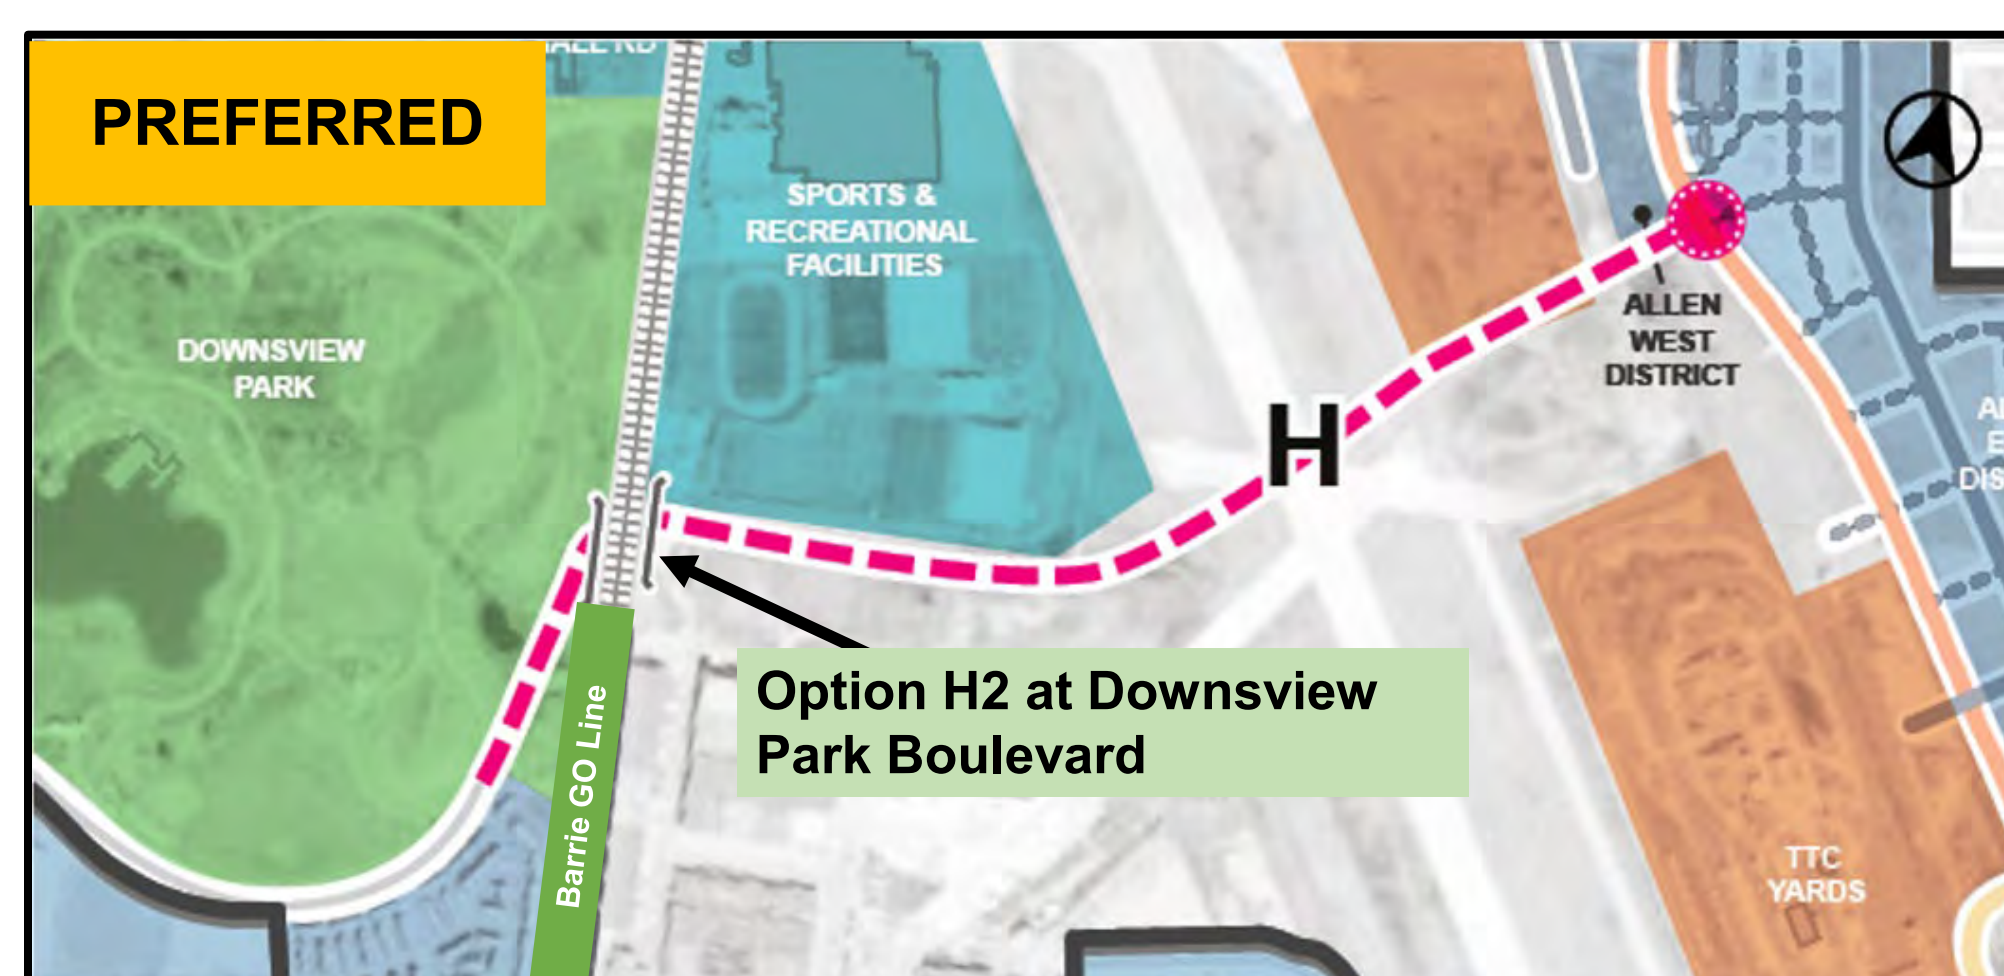 PREFERRED
SPORTS &
RECREATIONAL
FACILITIES
DOWNSVIEW
PARK
ALLEN
WEST
DISTRICT
H
Option H2 at Downsview
Park Boulevard
Barrie GO Line
TTC
YARDS